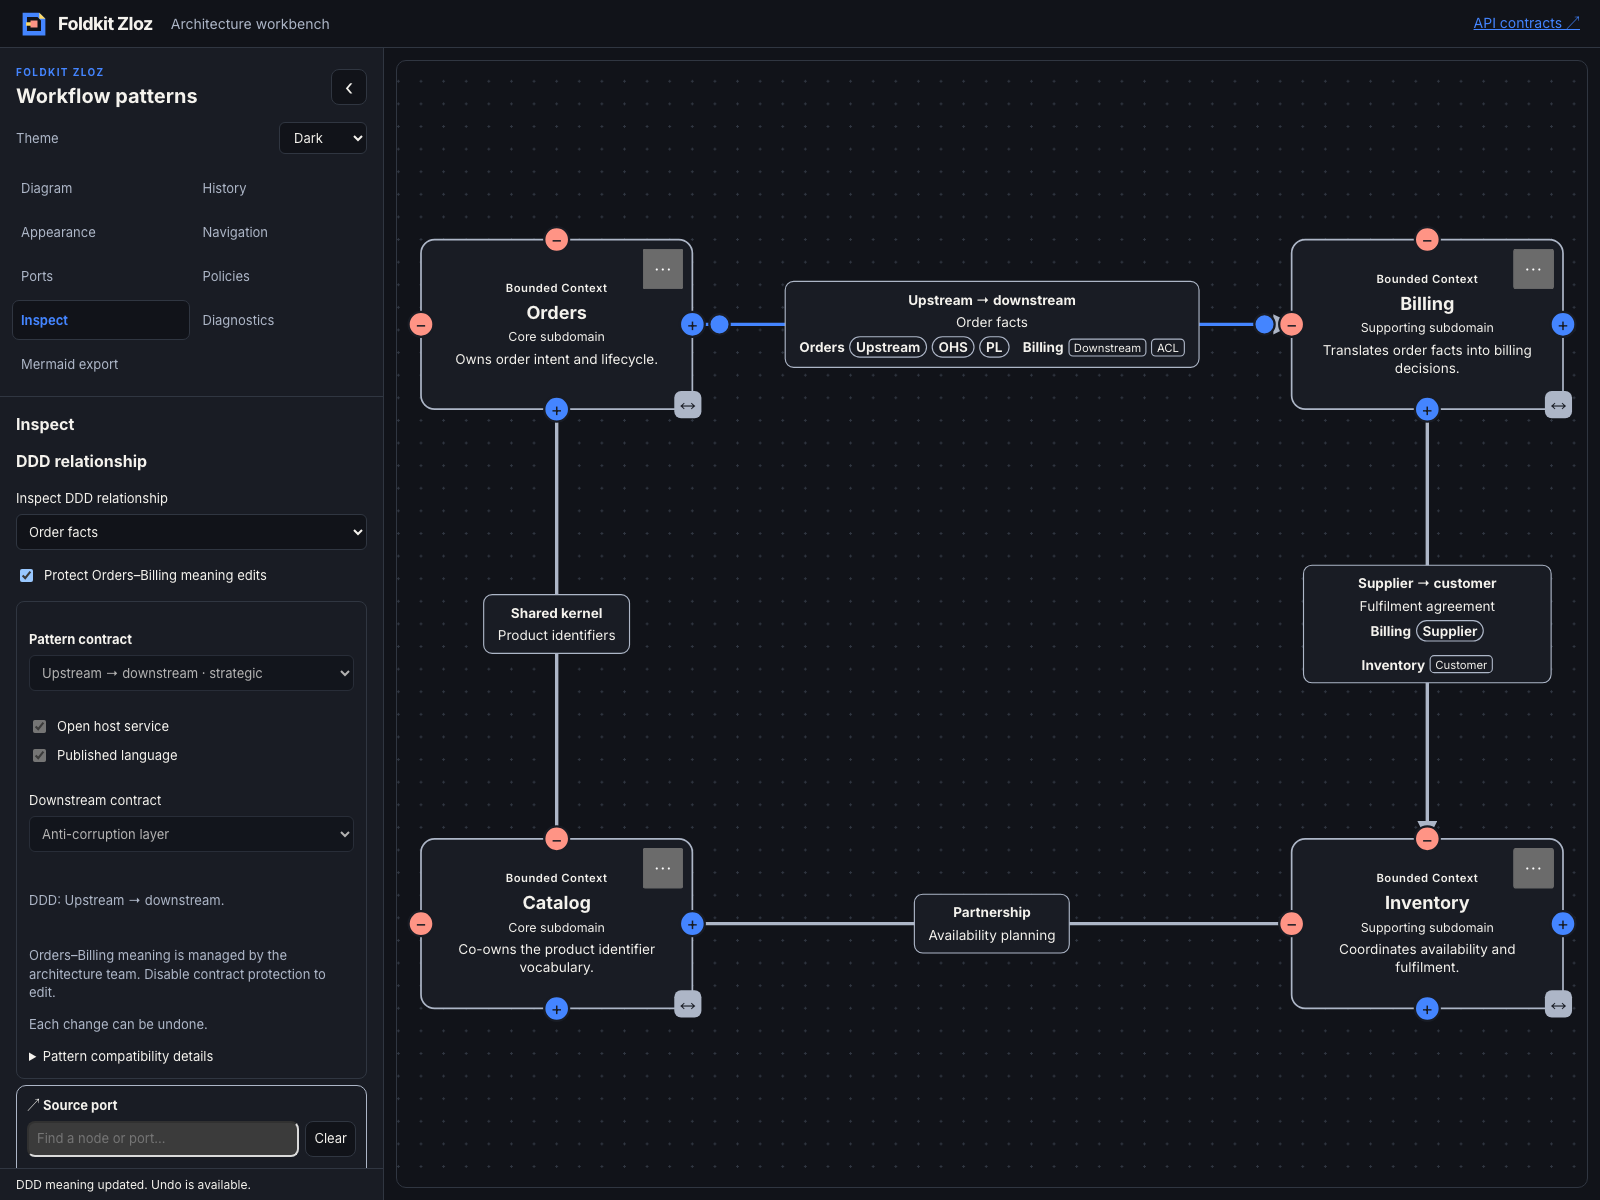 Foldkit Zloz
Architecture workbench
API contracts ↗
FOLDKIT ZLOZ
Workflow patterns
Theme
Dark
Diagram
History
Appearance
Navigation
Ports
Policies
Inspect
Diagnostics
Mermaid export
Inspect
DDD relationship
Inspect DDD relationship
Order facts
Protect Orders–Billing meaning edits
Pattern contract
Upstream → downstream · strategic
Open host service
Published language
Downstream contract
Anti-corruption layer
DDD: Upstream → downstream.
Orders–Billing meaning is managed by the
architecture team. Disable contract protection to
edit.
Each change can be undone.
Pattern compatibility details
↗ Source port
Find a node or port...
Clear
DDD meaning updated. Undo is available.
Bounded Context
Orders
Core subdomain
Owns order intent and lifecycle.
Upstream → downstream
Order facts
Orders Upstream OHS PL Billing Downstream ACL
Bounded Context
Billing
Supporting subdomain
Translates order facts into billing
decisions.
Shared kernel
Product identifiers
Supplier → customer
Fulfilment agreement
Billing Supplier
Inventory Customer
Bounded Context
Catalog
Core subdomain
Co-owns the product identifier
vocabulary.
Partnership
Availability planning
Bounded Context
Inventory
Supporting subdomain
Coordinates availability and
fulfilment.